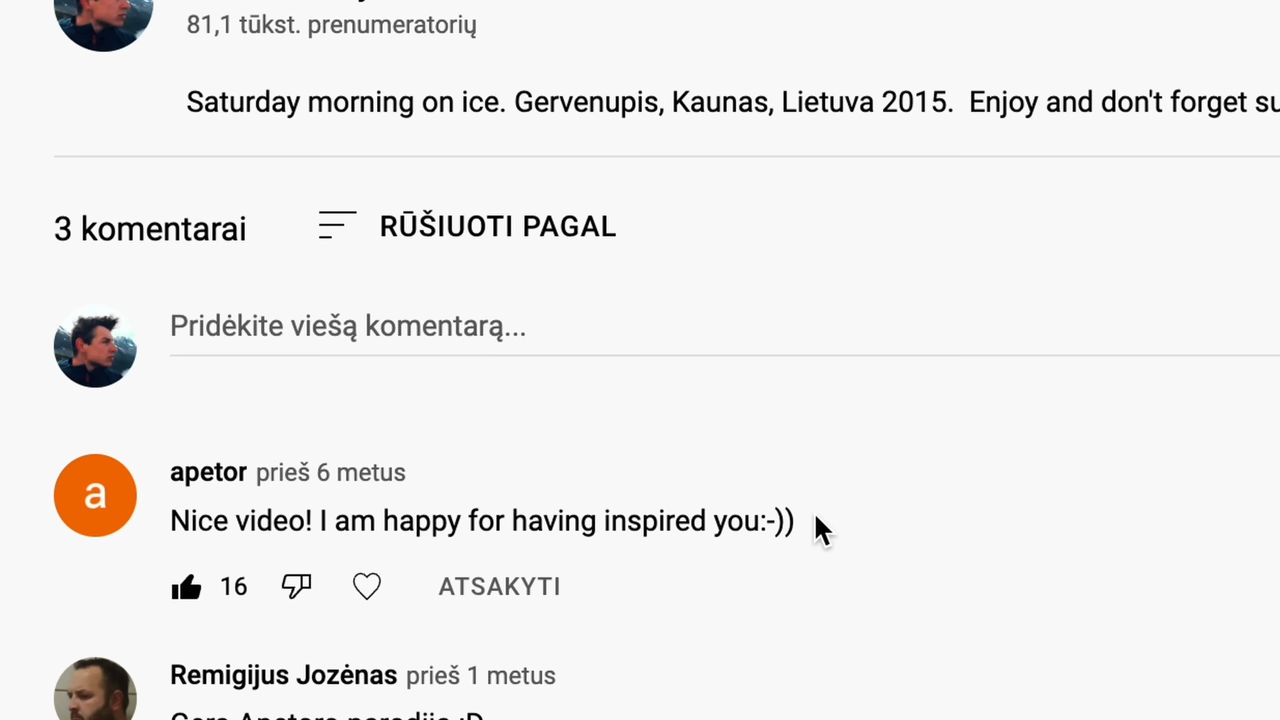 81,1 tūkst. prenumeratorių
Saturday morning on ice. Gervenupis, Kaunas, Lietuva 2015. Enjoy and don't forget su
3 komentarai
RŪŠIUOTI PAGAL
Pridėkite viešą komentarą...
a
apetor prieš 6 metus
Nice video! I am happy for having inspired you:-))
16
ATSAKYTI
Remigijus Jozėnas prieš 1 metus